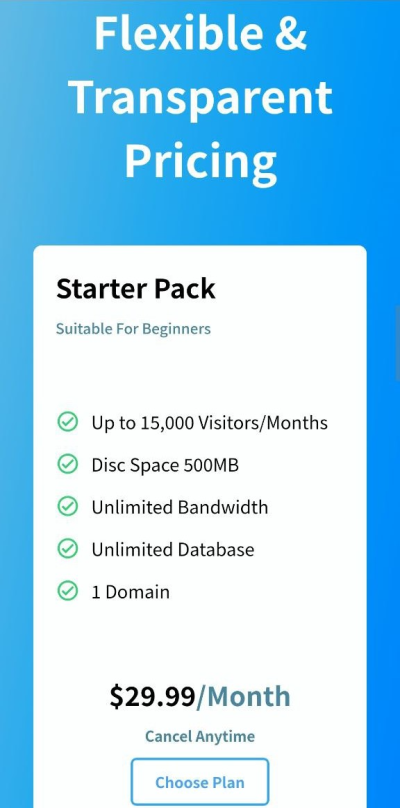 Flexible &
Transparent
Pricing
Starter Pack
Suitable For Beginners
Up to 15,000 Visitors/Months
Disc Space 500MB
Unlimited Bandwidth
Unlimited Database
1 Domain
$29.99/Month
Cancel Anytime
Choose Plan